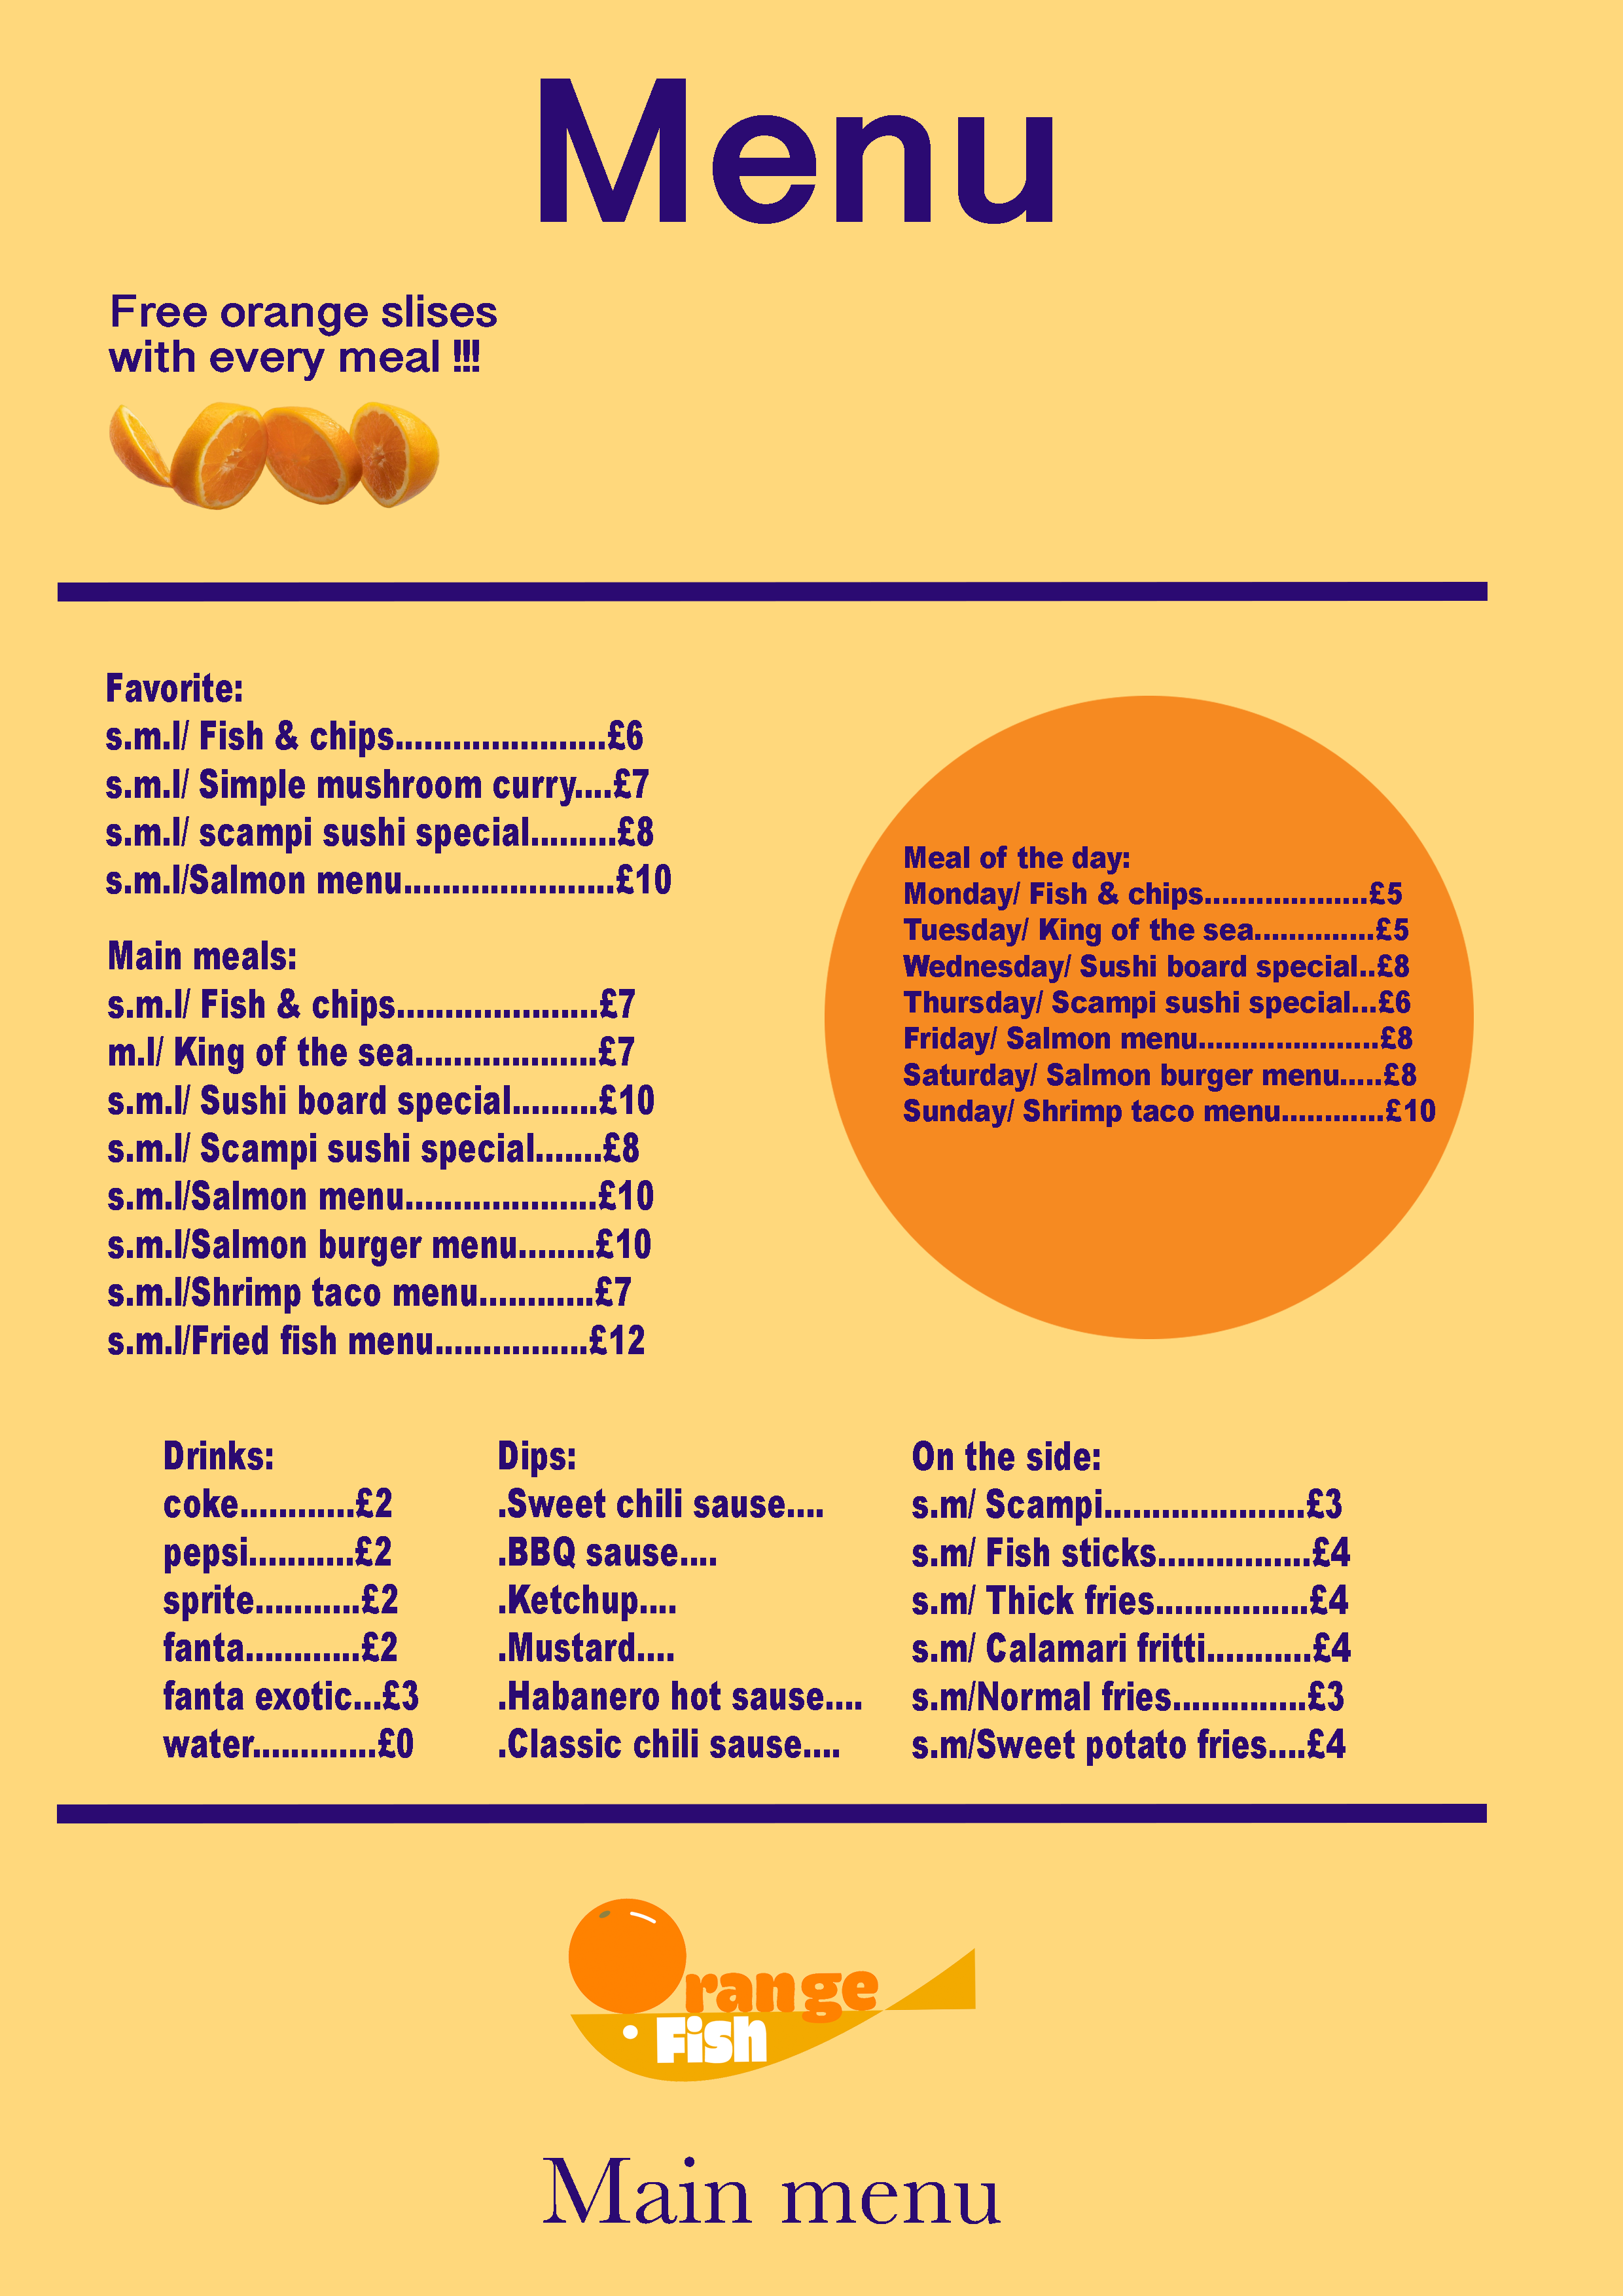 Menu
Free orange slises
with every meal !!!
Favorite:
s.m.l/ Fish & chips......................£6
s.m.l/ Simple mushroom curry....£7
s.m.l/ scampi sushi special.........£8
s.m.l/Salmon menu......................£10
Main meals:
s.m.l/ Fish & chips.....................£7
m.l/ King of the sea...................£7
s.m.l/ Sushi board special.........£10
s.m.l/ Scampi sushi special.......£8
s.m.l/Salmon menu....................£10
s.m.l/Salmon burger menu........£10
s.m.l/Shrimp taco menu............£7
s.m.l/Fried fish menu................£12
Meal of the day:
Monday/ Fish & chips...................£5
Tuesday/ King of the sea..............£5
Wednesday/ Sushi board special..£8
Thursday/ Scampi sushi special...£6
Friday/ Salmon menu.....................£8
Saturday/ Salmon burger menu.....£8
Sunday/ Shrimp taco menu............£10
Drinks:
coke............£2
pepsi...........£2
sprite...........£2
fanta............£2
fanta exotic...£3
water.............£0
Dips:
.Sweet chili sause....
.BBQ sause....
.Ketchup....
.Mustard....
.Habanero hot sause....
.Classic chili sause....
On the side:
s.m/ Scampi.....................£3
s.m/ Fish sticks................£4
s.m/ Thick fries................£4
s.m/ Calamari fritti...........£4
s.m/Normal fries..............£3
s.m/Sweet potato fries....£4
Orange
Fish
Main menu